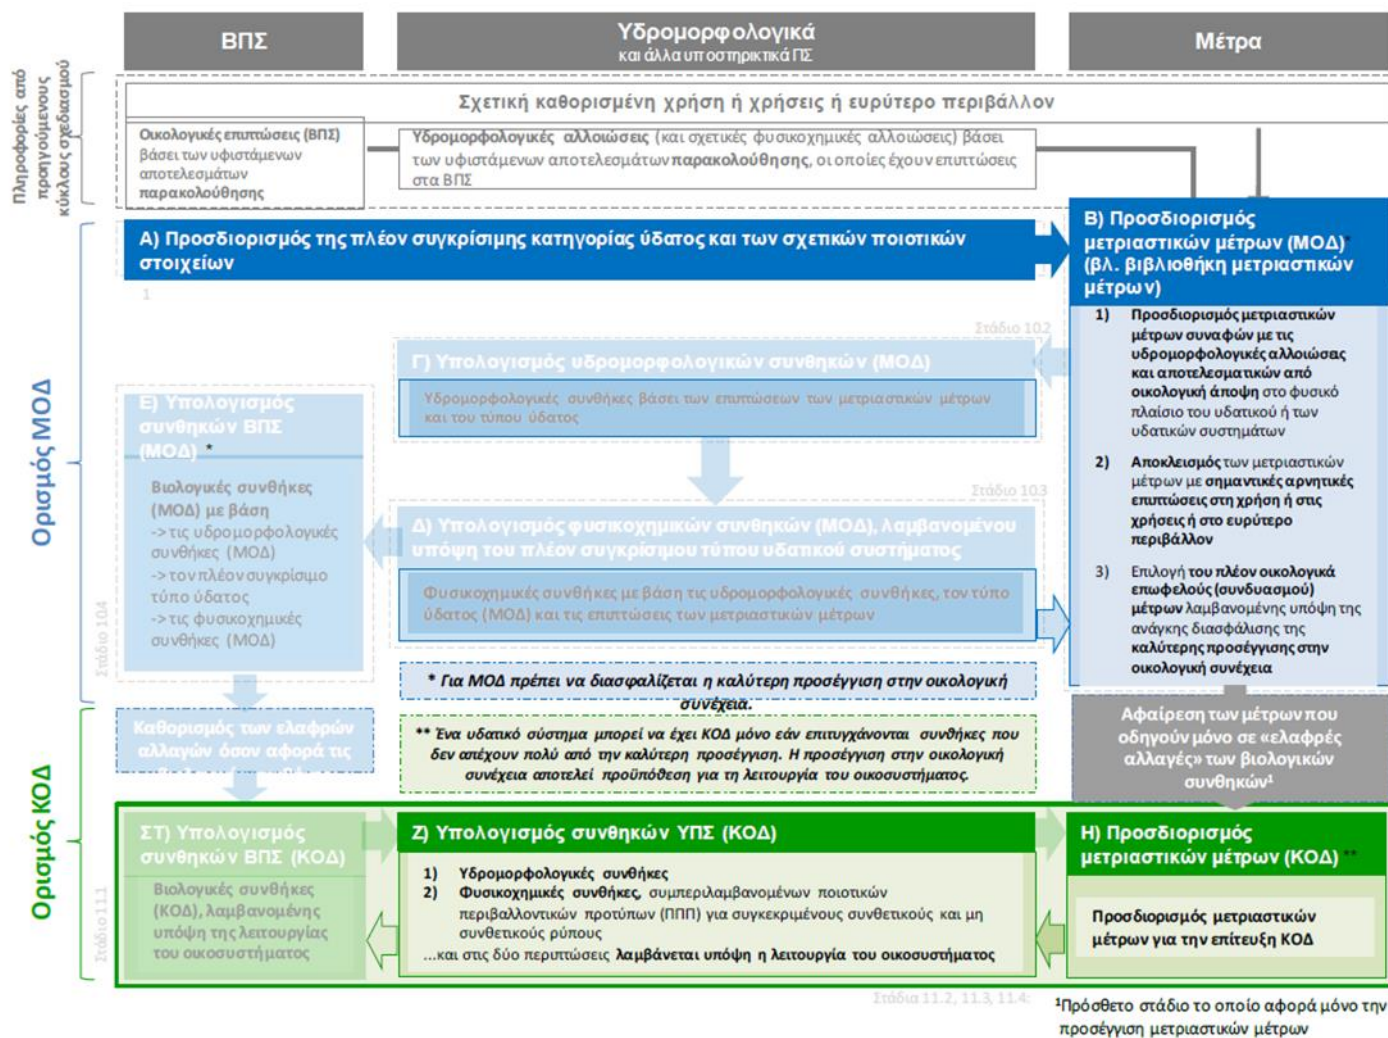 ΒΠΣ
Υδρομορφολογικά
και άλλα υποστηρικτικά ΠΣ
Μέτρα
Πληροφορίες από
προηγούμενους
κύκλους σχεδιασμού
Σχετική καθορισμένη χρήση ή χρήσεις ή ευρύτερο περιβάλλον
Οικολογικές επιπτώσεις (ΒΠΣ)
βάσει των υφιστάμενων
αποτελεσμάτων
παρακολούθησης
Υδρομορφολογικές αλλοιώσεις (και σχετικές φυσικοχημικές αλλοιώσεις) βάσει
των υφιστάμενων αποτελεσμάτων παρακολούθησης, οι οποίες έχουν επιπτώσεις
στα ΒΠΣ
Ορισμός ΜΟΔ
Α) Προσδιορισμός της πλέον συγκρίσιμης κατηγορίας ύδατος και των σχετικών ποιοτικών
στοιχείων
1
Β) Προσδιορισμός
μετριαστικών μέτρων (ΜΟΔ)*
(βλ. βιβλιοθήκη μετριαστικών
μέτρων)
1) Προσδιορισμός μετριαστικών
μέτρων συναφών με τις
υδρομορφολογικές αλλοιώσεις
και αποτελεσματικών από
οικολογική άποψη στο φυσικό
πλαίσιο του υδατικού ή των
υδατικών συστημάτων
2) Αποκλεισμός των μετριαστικών
μέτρων με σημαντικές αρνητικές
επιπτώσεις στη χρήση ή στις
χρήσεις ή στο ευρύτερο
περιβάλλον
3) Επιλογή του πλέον οικολογικά
επωφελούς (συνδυασμού)
μέτρων λαμβανομένης υπόψη της
ανάγκης διασφάλισης της
καλύτερης προσέγγισης στην
οικολογική συνέχεια
Στάδιο 10.2
Γ) Υπολογισμός υδρομορφολογικών συνθηκών (ΜΟΔ)
Υδρομορφολογικές συνθήκες βάσει των επιπτώσεων των μετριαστικών μέτρων
και του τύπου ύδατος
Στάδιο 10.3
Δ) Υπολογισμός φυσικοχημικών συνθηκών (ΜΟΔ), λαμβανομένου
υπόψη του πλέον συγκρίσιμου τύπου υδατικού συστήματος
Φυσικοχημικές συνθήκες με βάση τις υδρομορφολογικές συνθήκες, τον τύπο
ύδατος (ΜΟΔ) και τις επιπτώσεις των μετριαστικών μέτρων
Στάδιο 10.4
Ε) Υπολογισμός
συνθηκών ΒΠΣ
(ΜΟΔ) *
Βιολογικές συνθήκες
(ΜΟΔ) με βάση
-> τις υδρομορφολογικές
συνθήκες (ΜΟΔ)
-> τον πλέον συγκρίσιμο
τύπο ύδατος
-> τις φυσικοχημικές
συνθήκες (ΜΟΔ)
* Για ΜΟΔ πρέπει να διασφαλίζεται η καλύτερη προσέγγιση στην οικολογική
συνέχεια.
Ορισμός ΚΟΔ
Καθορισμός των ελαφρών
αλλαγών όσον αφορά τις
** Ένα υδατικό σύστημα μπορεί να έχει ΚΟΔ μόνο εάν επιτυγχάνονται συνθήκες που
δεν απέχουν πολύ από την καλύτερη προσέγγιση. Η προσέγγιση στην οικολογική
συνέχεια αποτελεί προϋπόθεση για τη λειτουργία του οικοσυστήματος.
Αφαίρεση των μέτρων που
οδηγούν μόνο σε «ελαφρές
αλλαγές» των βιολογικών
συνθηκών¹
Στάδιο 11.1
ΣΤ) Υπολογισμός
συνθηκών ΒΠΣ (ΚΟΔ)
Βιολογικές συνθήκες
(ΚΟΔ), λαμβανομένης
υπόψη της λειτουργίας
του οικοσυστήματος
Ζ) Υπολογισμός συνθηκών ΥΠΣ (ΚΟΔ)
1) Υδρομορφολογικές συνθήκες
2) Φυσικοχημικές συνθήκες, συμπεριλαμβανομένων ποιοτικών
περιβαλλοντικών προτύπων (ΠΠΠ) για συγκεκριμένους συνθετικούς και μη
συνθετικούς ρύπους
...και στις δύο περιπτώσεις λαμβάνεται υπόψη η λειτουργία του οικοσυστήματος
Η) Προσδιορισμός
μετριαστικών μέτρων (ΚΟΔ) **
Προσδιορισμός μετριαστικών
μέτρων για την επίτευξη ΚΟΔ
Στάδια 11.2, 11.3, 11.4:
¹Πρόσθετο στάδιο το οποίο αφορά μόνο την
προσέγγιση μετριαστικών μέτρων